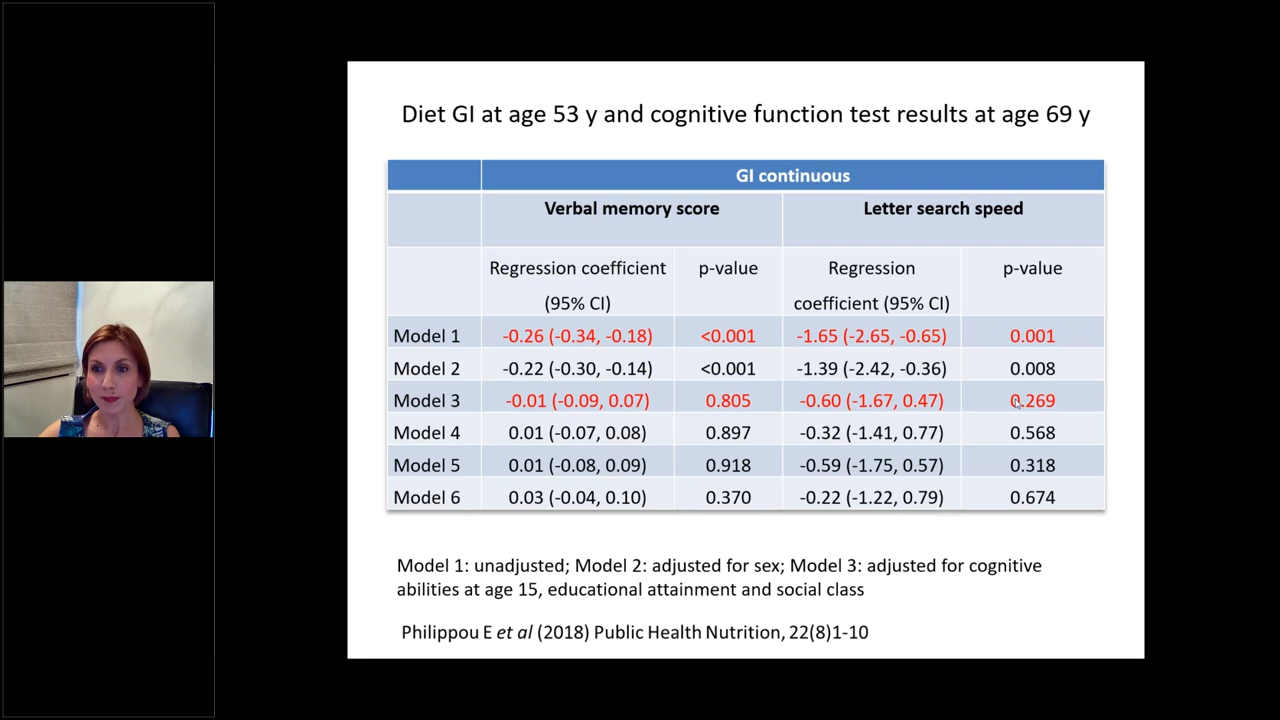 Diet GI at age 53 y and cognitive function test results at age 69 y
GI continuous
Verbal memory score Letter search speed
Regression coefficient (95% CI) p-value Regression coefficient (95% CI) p-value
Model 1 -0.26 (-0.34, -0.18) <0.001 -1.65 (-2.65, -0.65) 0.001
Model 2 -0.22 (-0.30, -0.14) <0.001 -1.39 (-2.42, -0.36) 0.008
Model 3 -0.01 (-0.09, 0.07) 0.805 -0.60 (-1.67, 0.47) 0.269
Model 4 0.01 (-0.07, 0.08) 0.897 -0.32 (-1.41, 0.77) 0.568
Model 5 0.01 (-0.08, 0.09) 0.918 -0.59 (-1.75, 0.57) 0.318
Model 6 0.03 (-0.04, 0.10) 0.370 -0.22 (-1.22, 0.79) 0.674
Model 1: unadjusted; Model 2: adjusted for sex; Model 3: adjusted for cognitive
abilities at age 15, educational attainment and social class
Philippou E et al (2018) Public Health Nutrition, 22(8)1-10